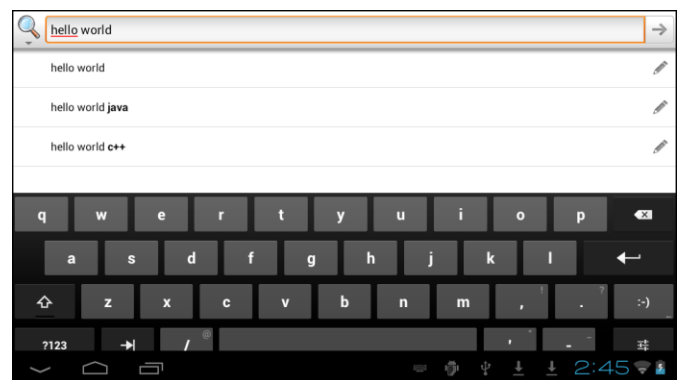 hello world
hello world
hello world java
hello world c++
q w e r t y u i o p
a s d f g h j k l
z x c v b n m , ! . ? :-)
?123 / @ ' " - _
2:45